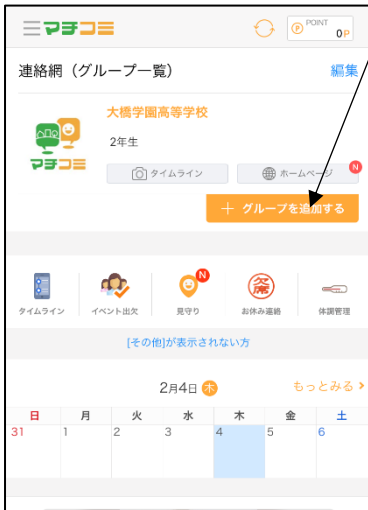 マチコミ
POINT
0P
連絡網（グループ一覧）
編集
大橋学園高等学校
2年生
マチコミ
タイムライン
ホームページ
N
＋ グループを追加する
N
欠席
タイムライン
イベント出欠
見守り
お休み連絡
体調管理
[その他]が表示されない方
2月4日 木
もっとみる >
日 月 火 水 木 金 土
31 1 2 3 4 5 6